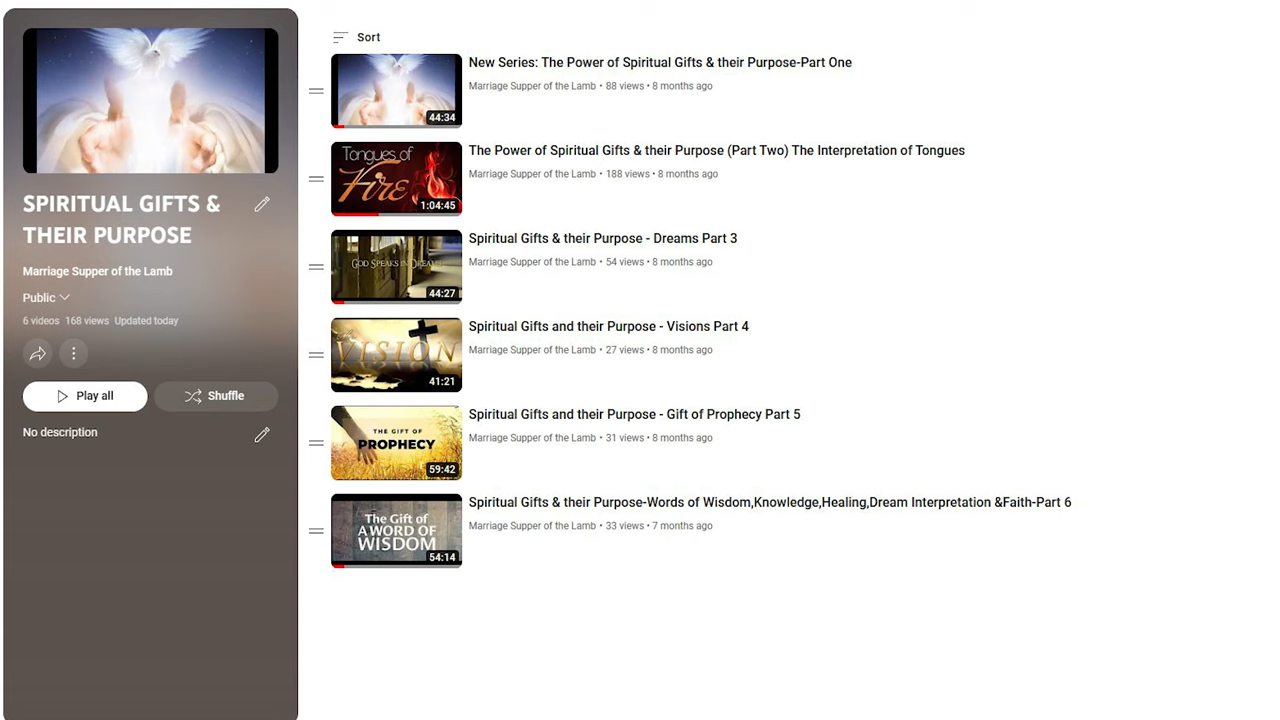 SPIRITUAL GIFTS &
THEIR PURPOSE
Marriage Supper of the Lamb
Public
6 videos 168 views Updated today
Play all
Shuffle
No description
Sort
44:34
New Series: The Power of Spiritual Gifts & their Purpose-Part One
Marriage Supper of the Lamb • 88 views • 8 months ago
Tongues of
Fire
1:04:45
The Power of Spiritual Gifts & their Purpose (Part Two) The Interpretation of Tongues
Marriage Supper of the Lamb • 188 views • 8 months ago
GOD SPEAKS IN DREAMS
44:27
Spiritual Gifts & their Purpose - Dreams Part 3
Marriage Supper of the Lamb • 54 views • 8 months ago
VISION
41:21
Spiritual Gifts and their Purpose - Visions Part 4
Marriage Supper of the Lamb • 27 views • 8 months ago
THE GIFT OF
PROPHECY
59:42
Spiritual Gifts and their Purpose - Gift of Prophecy Part 5
Marriage Supper of the Lamb • 31 views • 8 months ago
The Gift of
A WORD OF
WISDOM
54:14
Spiritual Gifts & their Purpose-Words of Wisdom,Knowledge,Healing,Dream Interpretation &Faith-Part 6
Marriage Supper of the Lamb • 33 views • 7 months ago